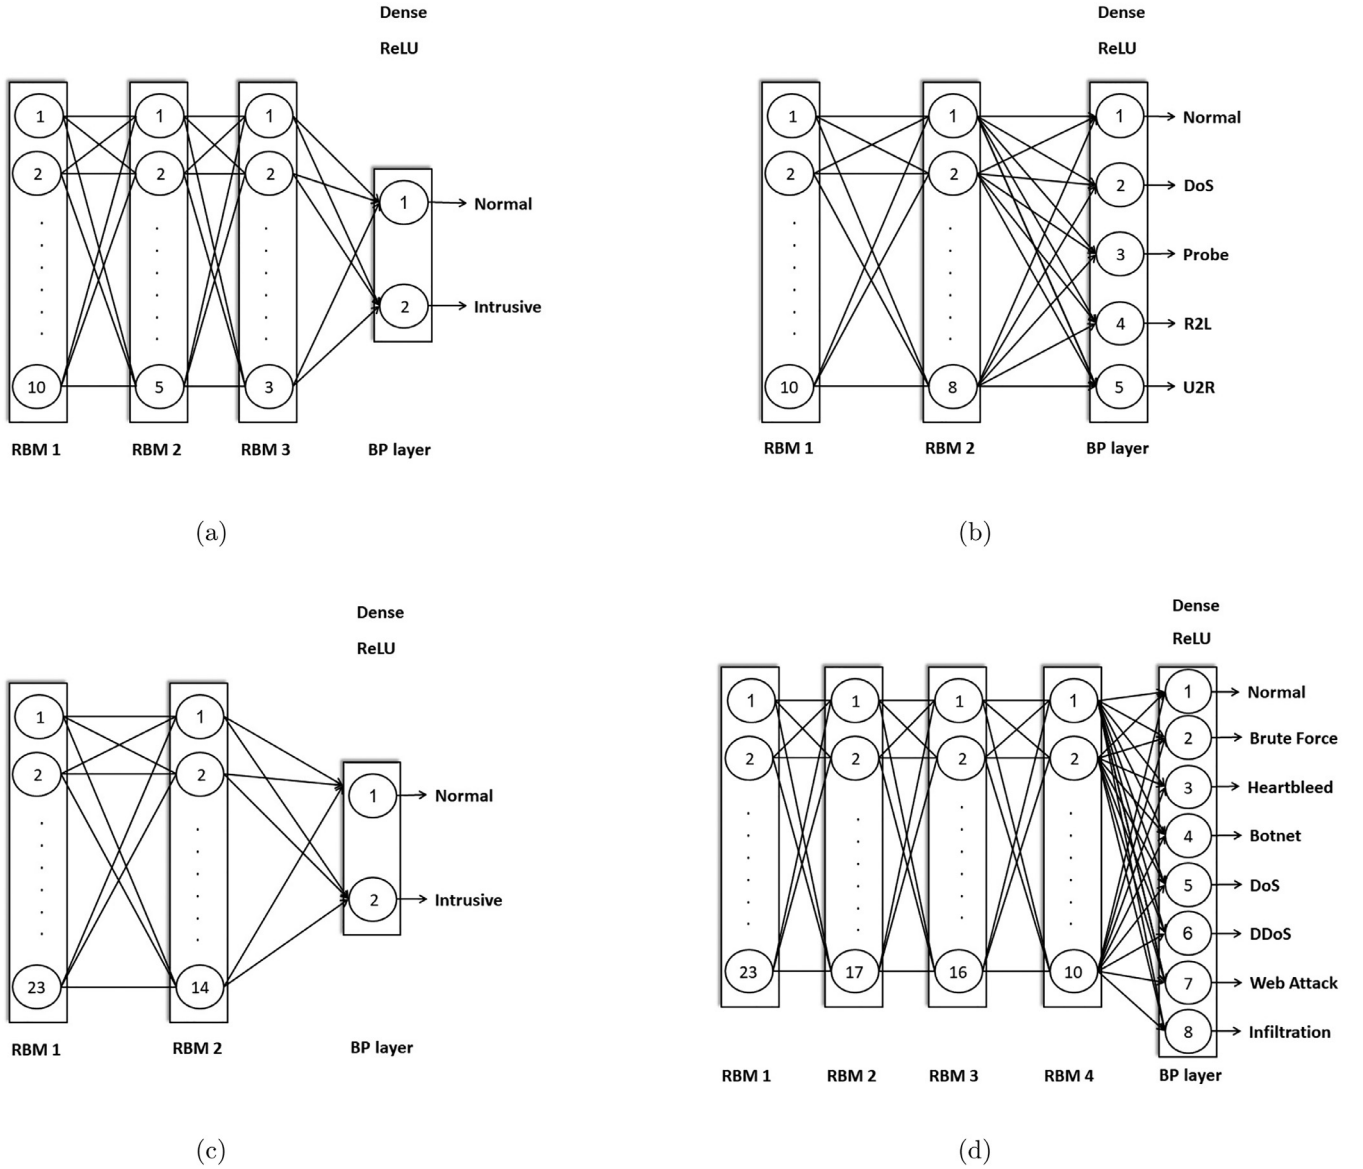 Dense
ReLU
1 1 1
2 2 2
1 Normal
2 Intrusive
10 5 3
RBM 1 RBM 2 RBM 3 BP layer
(a)
Dense
ReLU
1 1 1 Normal
2 2 2 DoS
3 Probe
4 R2L
10 8 5 U2R
RBM 1 RBM 2 BP layer
(b)
Dense
ReLU
1 1
2 2
1 Normal
2 Intrusive
23 14
RBM 1 RBM 2 BP layer
(c)
Dense
ReLU
1 1 1 1 1 Normal
2 2 2 2 2 Brute Force
3 Heartbleed
4 Botnet
5 DoS
6 DDoS
23 17 16 10 7 Web Attack
8 Infiltration
RBM 1 RBM 2 RBM 3 RBM 4 BP layer
(d)